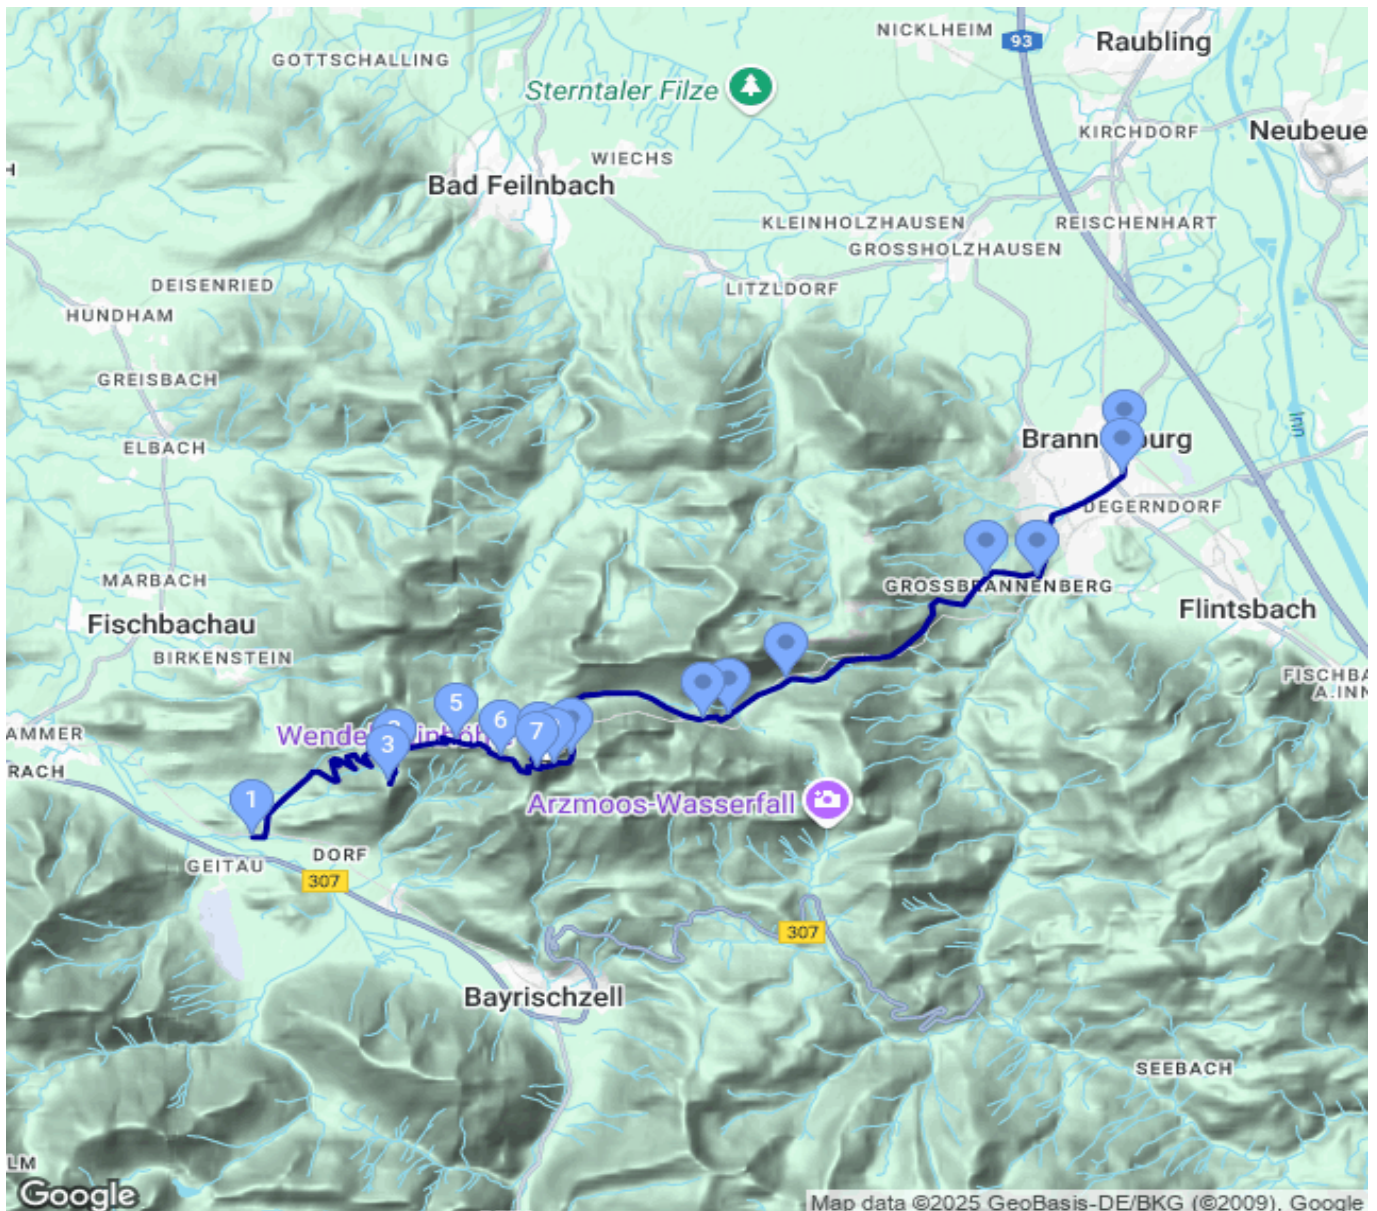 NICKLHEIM
93
Raubling
GOTTSCHALLING
Sterntaler Filze
KIRCHDORF
Neubeue
WIECHS
H
Bad Feilnbach
KLEINHOLZHAUSEN
REISCHENHART
GROSSHOLZHAUSEN
DEISENRIED
LITZLDORF
HUNDHAM
GREISBACH
Inn
ELBACH
DEGERNDORF
MARBACH
GROSSBRANNENBERG
Flintsbach
Fischbachau
BIRKENSTEIN
FISCHBA
A.INN
5
6
AMMER
7
3
RACH
1
Arzmoos-Wasserfall
DORF
GEITAU
307
307
Bayrischzell
SEEBACH
LM
Google
Map data ©2025 GeoBasis-DE/BKG (©2009), Google